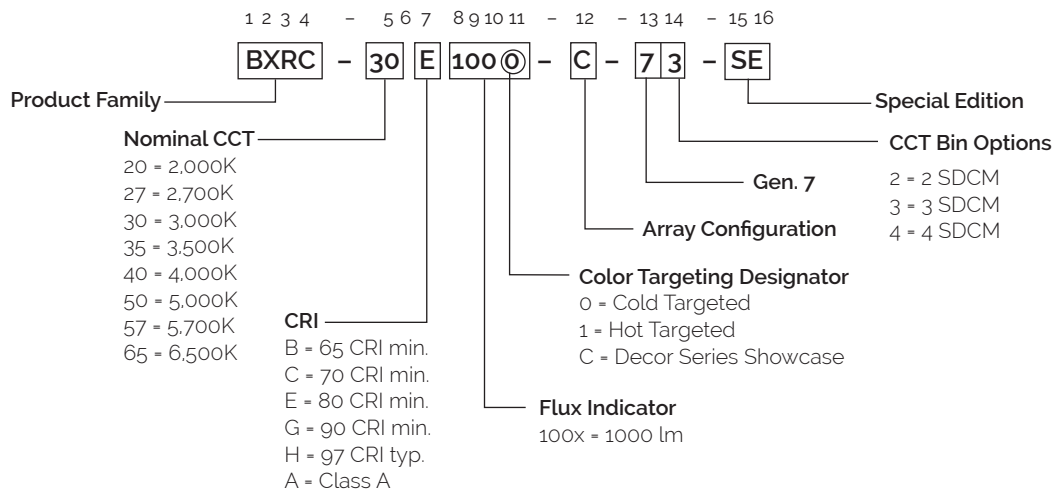 1 2 3 4 - 5 6 7 8 9 10 11 - 12 - 13 14 - 15 16
BXRC - 30 E 100 0 - C - 7 3 - SE
Product Family
Special Edition
Nominal CCT
20 = 2,000K
27 = 2,700K
30 = 3,000K
35 = 3,500K
40 = 4,000K
50 = 5,000K
57 = 5,700K
65 = 6,500K
CCT Bin Options
2 = 2 SDCM
3 = 3 SDCM
4 = 4 SDCM
Gen. 7
Array Configuration
Color Targeting Designator
0 = Cold Targeted
1 = Hot Targeted
C = Decor Series Showcase
CRI
B = 65 CRI min.
C = 70 CRI min.
E = 80 CRI min.
G = 90 CRI min.
H = 97 CRI typ.
A = Class A
Flux Indicator
100x = 1000 lm